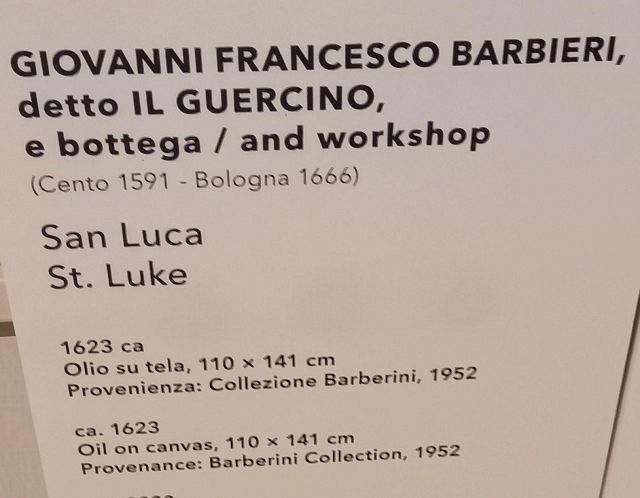 GIOVANNI FRANCESCO BARBIERI,
detto IL GUERCINO,
e bottega / and workshop
(Cento 1591 - Bologna 1666)
San Luca
St. Luke
1623 ca
Olio su tela, 110 × 141 cm
Provenienza: Collezione Barberini, 1952
ca. 1623
Oil on canvas, 110 × 141 cm
Provenance: Barberini Collection, 1952